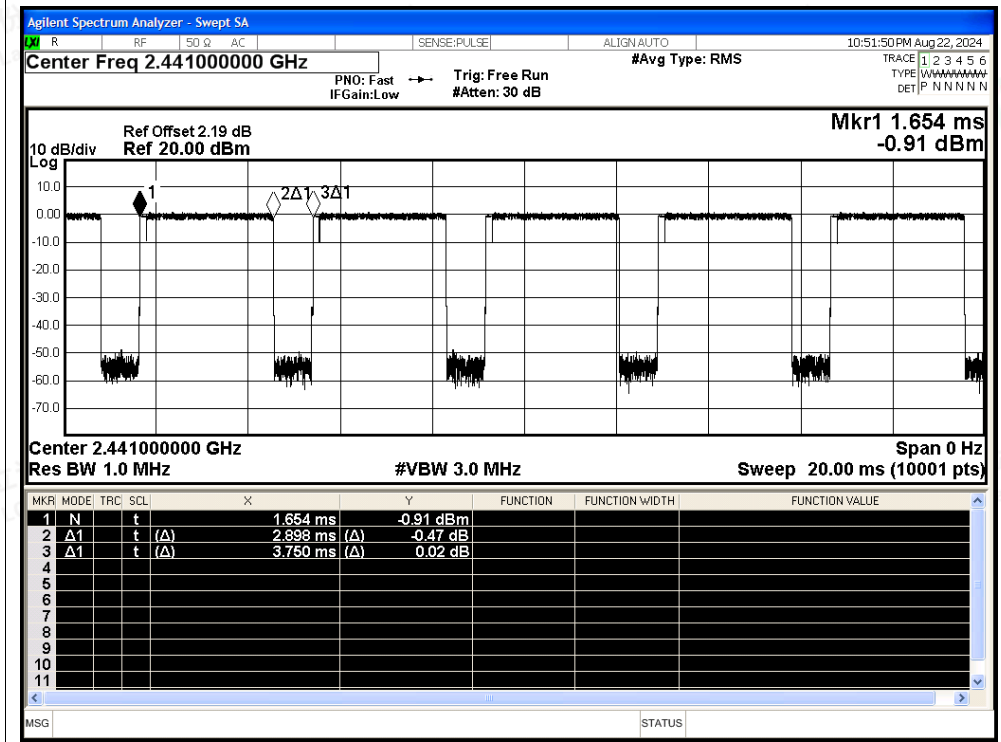 Agilent Spectrum Analyzer - Swept SA
LXI R RF 50 Ω AC SENSE:PULSE ALIGN AUTO 10:51:50 PM Aug 22, 2024
Center Freq 2.441000000 GHz #Avg Type: RMS TRACE 1 2 3 4 5 6
PNO: Fast Trig: Free Run TYPE W
IFGain:Low #Atten: 30 dB DET P N N N N N
Mkr1 1.654 ms
Ref Offset 2.19 dB
10 dB/div Ref 20.00 dBm -0.91 dBm
Log
10.0
1 2Δ1 3Δ1
0.00
-10.0
-20.0
-30.0
-40.0
-50.0
-60.0
-70.0
Center 2.441000000 GHz Span 0 Hz
Res BW 1.0 MHz #VBW 3.0 MHz Sweep 20.00 ms (10001 pts)
MKR MODE TRC SCL X Y FUNCTION FUNCTION WIDTH FUNCTION VALUE
1 N t 1.654 ms -0.91 dBm
2 Δ1 t (Δ) 2.898 ms (Δ) -0.47 dB
3 Δ1 t (Δ) 3.750 ms (Δ) 0.02 dB
4
5
6
7
8
9
10
11
MSG STATUS